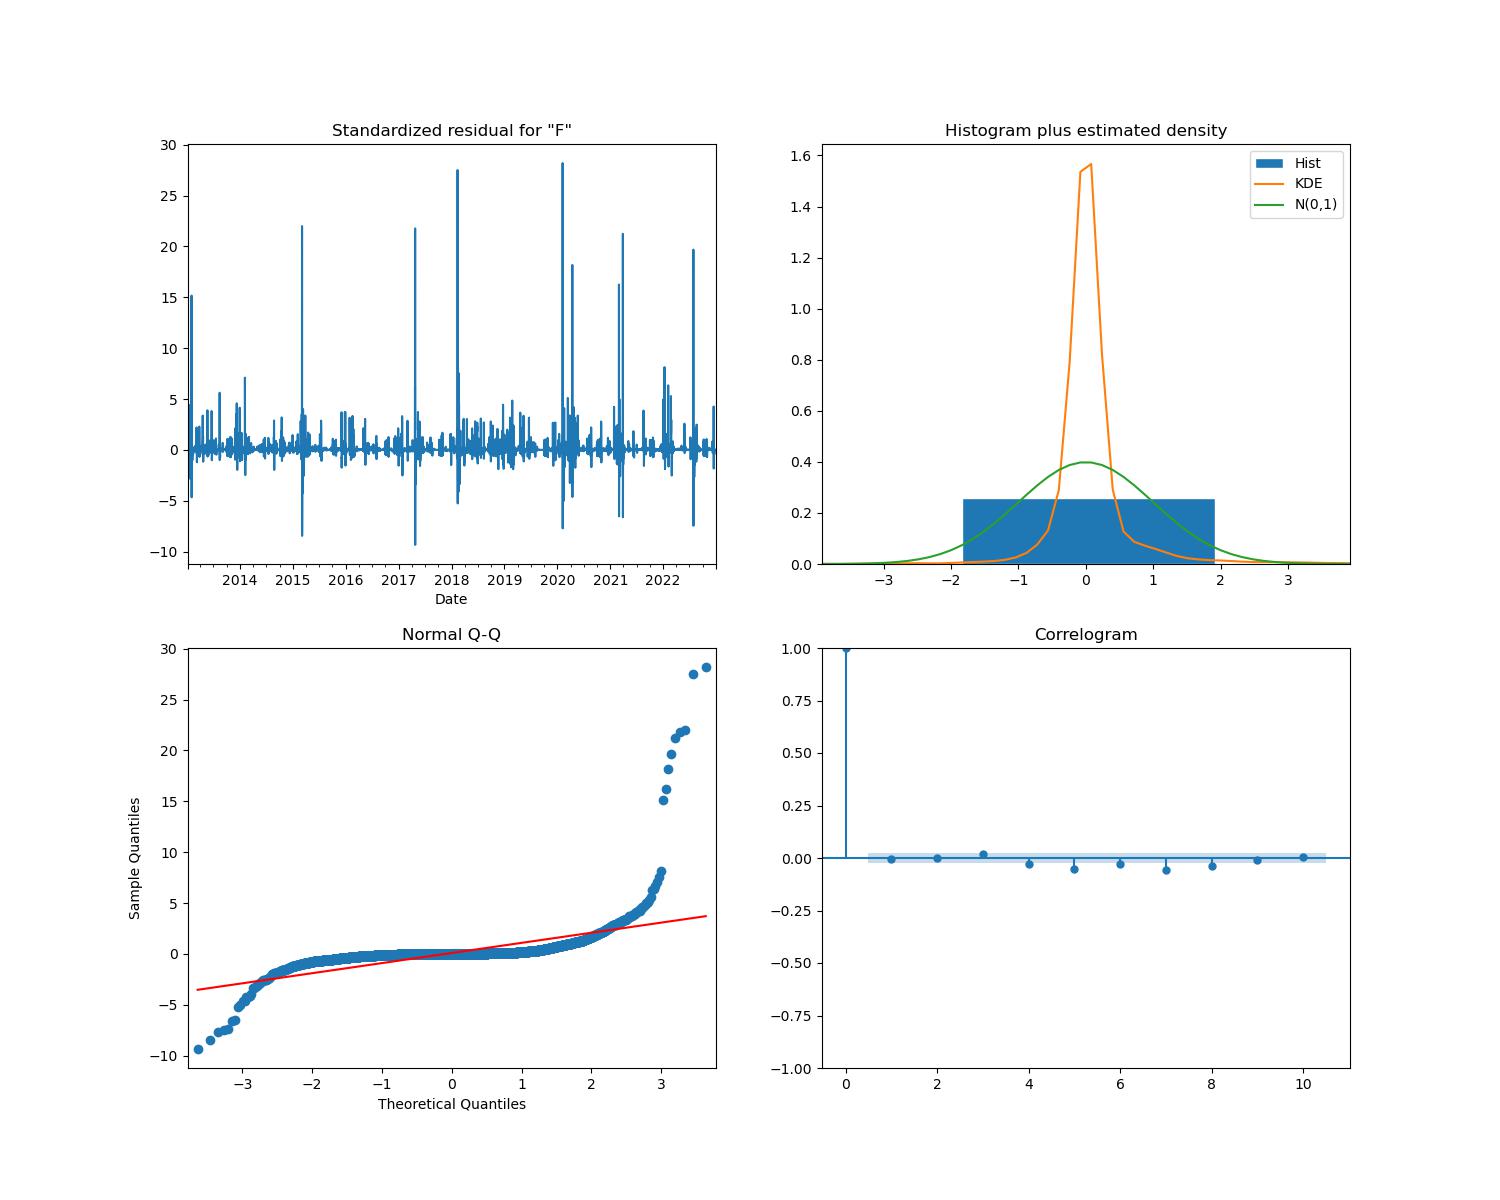 Standardized residual for "F"
30
25
20
15
10
5
0
−5
−10
2014 2015 2016 2017 2018 2019 2020 2021 2022
Date
Histogram plus estimated density
1.6
1.4
1.2
1.0
0.8
0.6
0.4
0.2
0.0
−3 −2 −1 0 1 2 3
Hist
KDE
N(0,1)
Normal Q-Q
Sample Quantiles
30
25
20
15
10
5
0
−5
−10
−3 −2 −1 0 1 2 3
Theoretical Quantiles
Correlogram
1.00
0.75
0.50
0.25
0.00
−0.25
−0.50
−0.75
−1.00
0 2 4 6 8 10